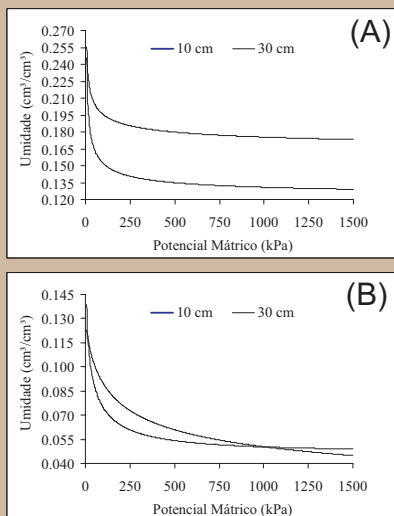 (A)
10 cm 30 cm
Umidade (cm³/cm³)
0.270
0.255
0.240
0.225
0.210
0.195
0.180
0.165
0.150
0.135
0.120
0 250 500 750 1000 1250 1500
Potencial Mátrico (kPa)
(B)
10 cm 30 cm
Umidade (cm³/cm³)
0.145
0.130
0.115
0.100
0.085
0.070
0.055
0.040
0 250 500 750 1000 1250 1500
Potencial Mátrico (kPa)